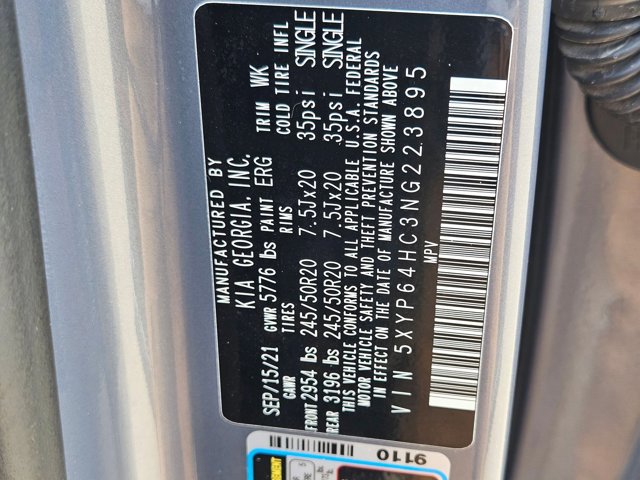 MANUFACTURED BY
KIA GEORGIA, INC.
SEP/15/21 GVWR 5776 lbs PAINT ERG TRIM WK
GAWR TIRES RIMS COLD TIRE INFL
FRONT 2954 lbs 245/50R20 7.5Jx20 35psi SINGLE
REAR 3196 lbs 245/50R20 7.5Jx20 35psi SINGLE
THIS VEHICLE CONFORMS TO ALL APPLICABLE U.S.A. FEDERAL
MOTOR VEHICLE SAFETY AND THEFT PREVENTION STANDARDS
IN EFFECT ON THE DATE OF MANUFACTURE SHOWN ABOVE
VIN 5XYP64HC3NG223895
MPV
9110